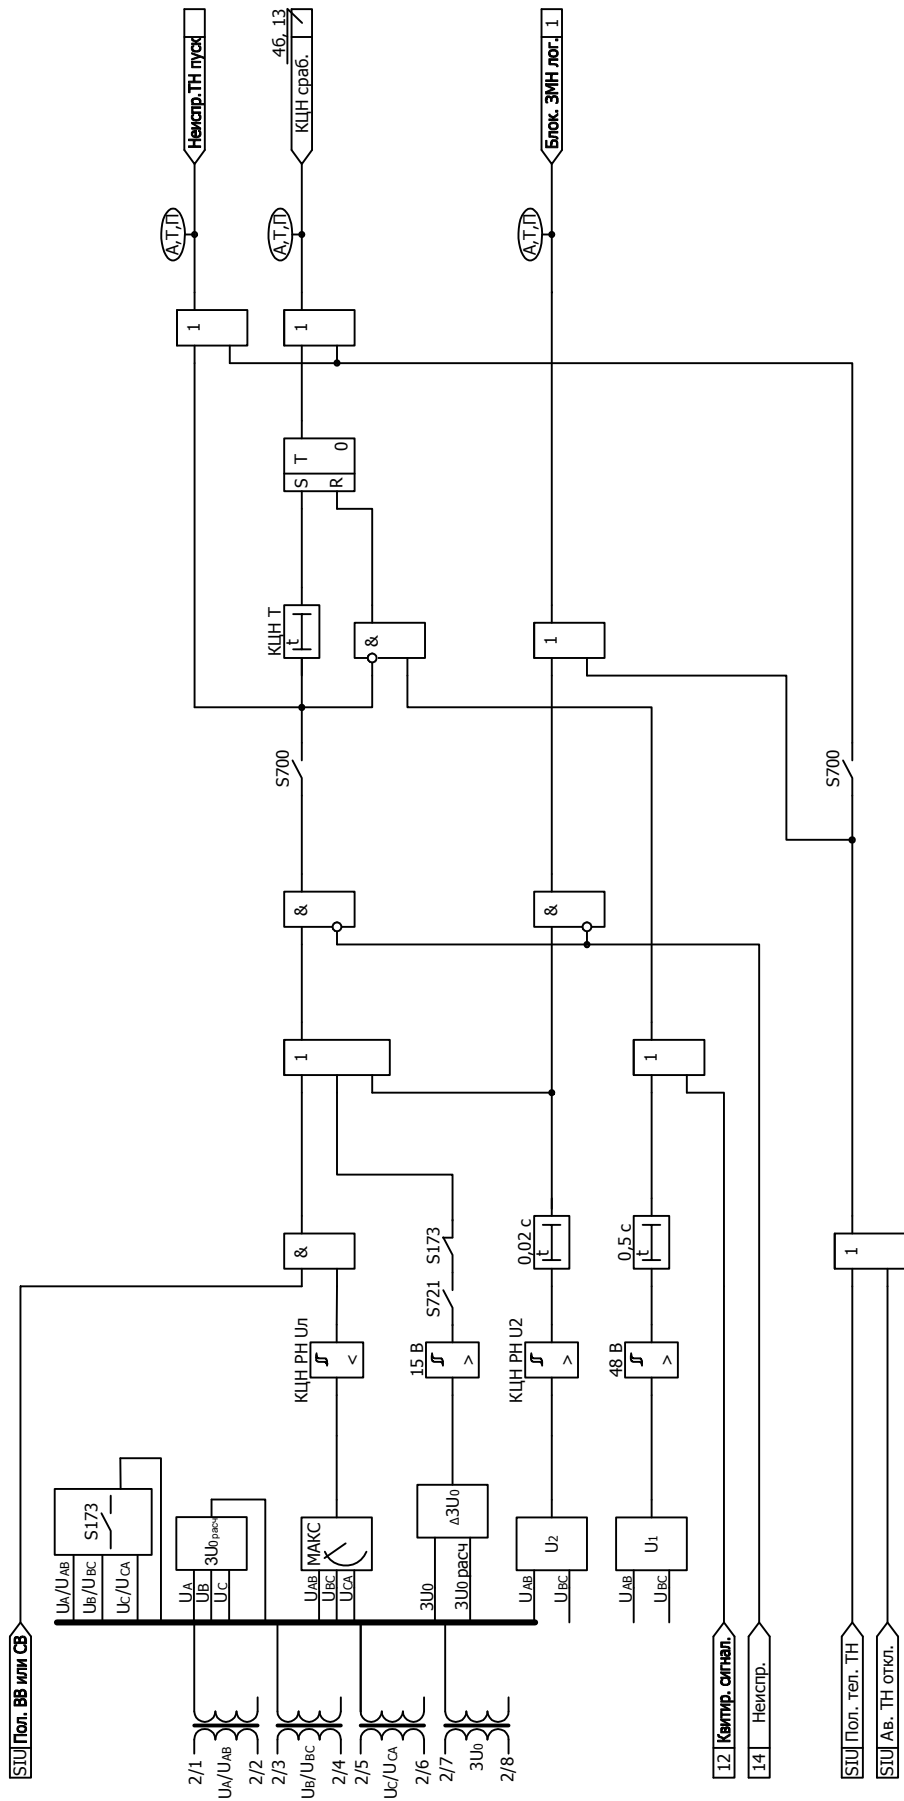 SIU Пол. ВВ или СВ
2/1
UA/UAB
2/2
2/3
UB/UBC
2/4
2/5
UC/UCA
2/6
2/7
3U0
2/8
UA/UAB
UB/UBC
UC/UCA
S173
UA
UB
UC
3U0 расч
UAB
UBC
UCA
МАКС
3U0
3U0 расч
Δ3U0
UAB
UBC
U2
UAB
UBC
U1
КЦН РН Uл
<
15 В
>
КЦН РН U2
>
48 В
>
S721
S173
0,02 с
t
0,5 с
t
&
1
1
&
&
S700
КЦН Т
t
&
1
S
R
T
0
1
1
А,Т,П
А,Т,П
А,Т,П
Неиспр.ТН пуск
КЦН сраб.
4б, 13
Блок. ЗМН лог. 1
12 Квитир. сигнал.
14 Неиспр.
SIU Пол. тел. ТН
SIU Ав. ТН откл.
1
S700